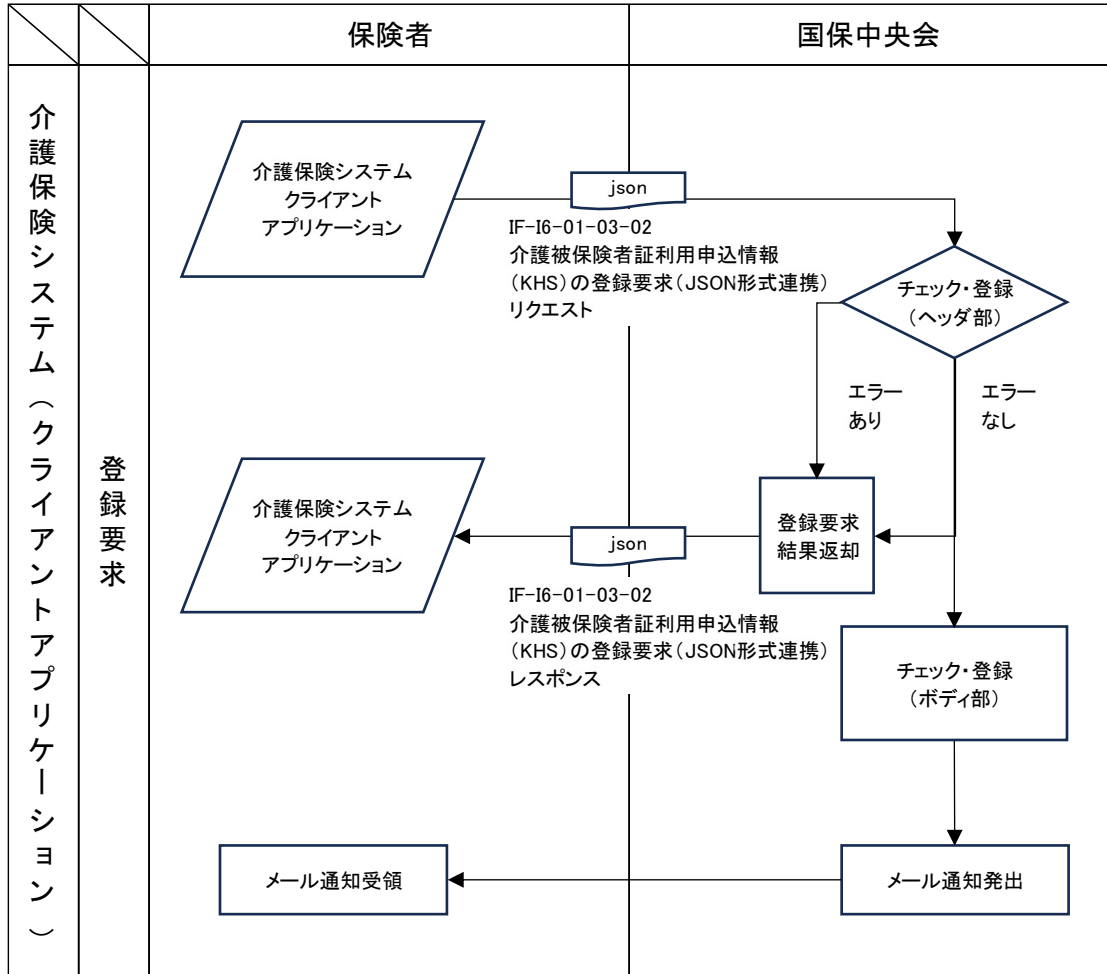 保険者
国保中央会
介護保険システム（クライアントアプリケーション）
登録要求
介護保険システム
クライアント
アプリケーション
json
IF-I6-01-03-02
介護被保険者証利用申込情報
（KHS）の登録要求（JSON形式連携）
リクエスト
チェック・登録
（ヘッダ部）
エラー
あり
エラー
なし
介護保険システム
クライアント
アプリケーション
json
登録要求
結果返却
IF-I6-01-03-02
介護被保険者証利用申込情報
（KHS）の登録要求（JSON形式連携）
レスポンス
チェック・登録
（ボディ部）
メール通知受領
メール通知発出